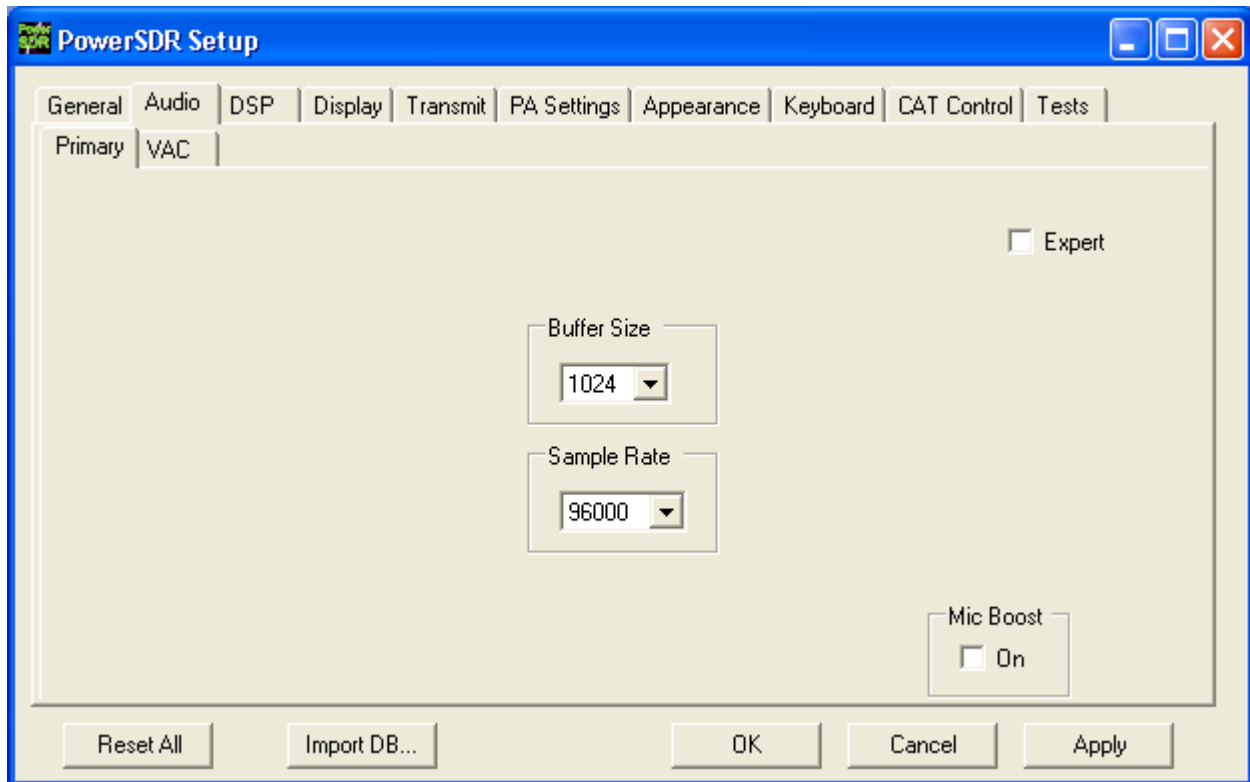 PowerSDR Setup
General Audio DSP Display Transmit PA Settings Appearance Keyboard CAT Control Tests
Primary VAC
Expert
Buffer Size
1024
Sample Rate
96000
Mic Boost
On
Reset All Import DB... OK Cancel Apply